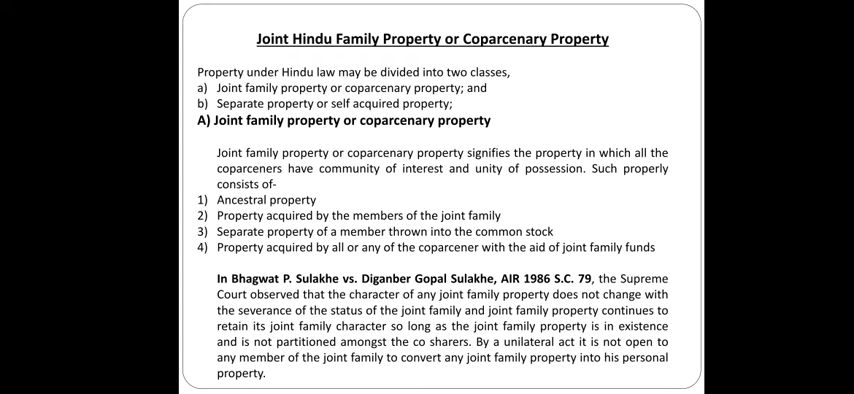 Joint Hindu Family Property or Coparcenary Property
Property under Hindu law may be divided into two classes,
a) Joint family property or coparcenary property; and
b) Separate property or self acquired property;
A) Joint family property or coparcenary property
Joint family property or coparcenary property signifies the property in which all the
coparceners have community of interest and unity of possession. Such properly
consists of-
1) Ancestral property
2) Property acquired by the members of the joint family
3) Separate property of a member thrown into the common stock
4) Property acquired by all or any of the coparcener with the aid of joint family funds
In Bhagwat P. Sulakhe vs. Diganber Gopal Sulakhe, AIR 1986 S.C. 79, the Supreme
Court observed that the character of any joint family property does not change with
the severance of the status of the joint family and joint family property continues to
retain its joint family character so long as the joint family property is in existence
and is not partitioned amongst the co sharers. By a unilateral act it is not open to
any member of the joint family to convert any joint family property into his personal
property.